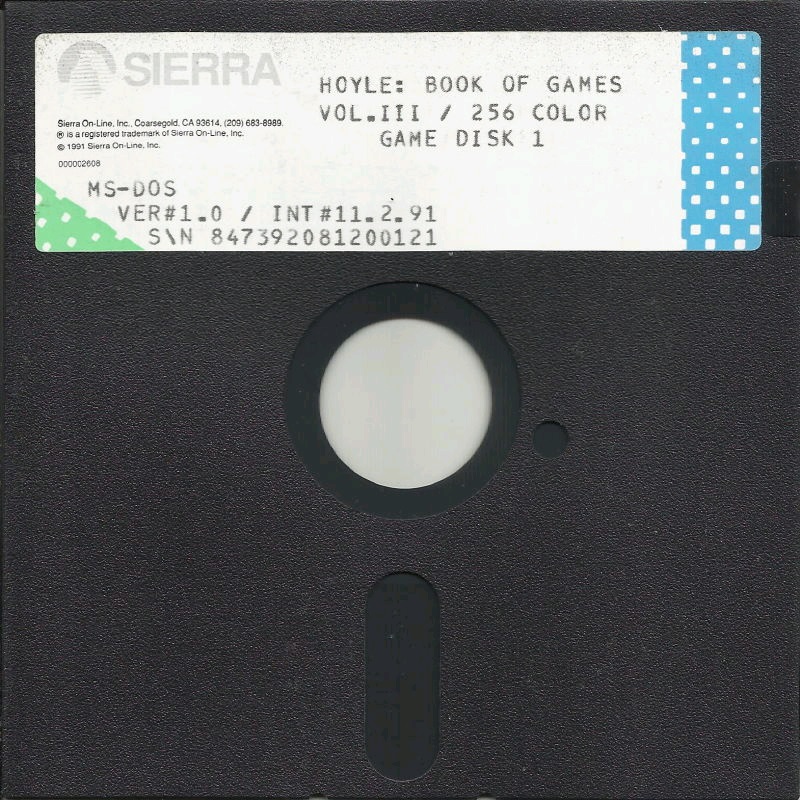 SIERRA
HOYLE: BOOK OF GAMES
VOL.III / 256 COLOR
GAME DISK 1
Sierra On-Line, Inc., Coarsegold, CA 93614, (209) 683-8989.
® is a registered trademark of Sierra On-Line, Inc.
© 1991 Sierra On-Line, Inc.
000002608
MS-DOS
VER#1.0 / INT#11.2.91
S\N 847392081200121